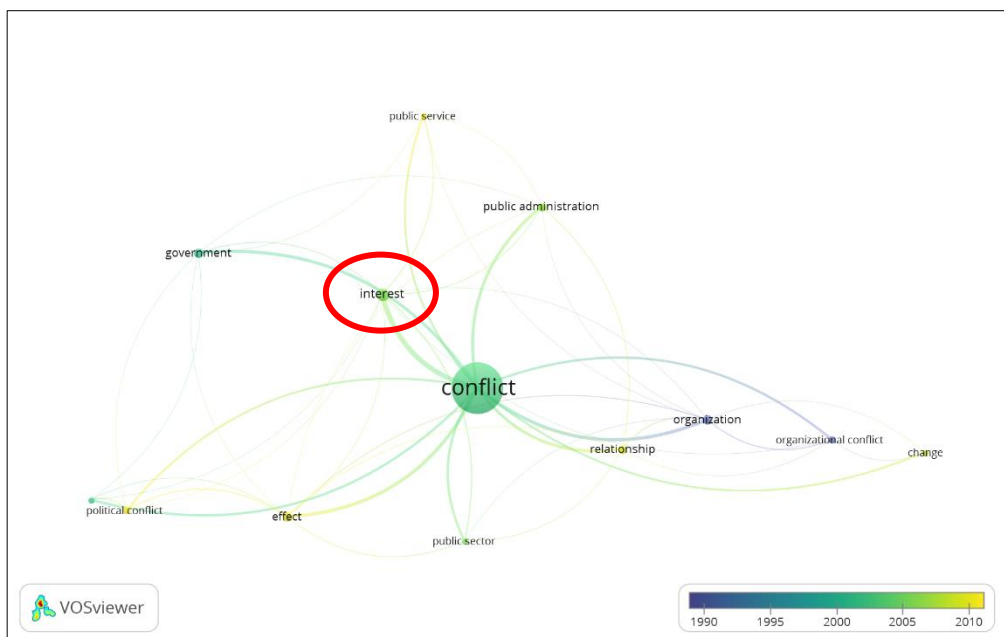 public service
public administration
government
interest
conflict
organization
organizational conflict
relationship
change
political conflict
effect
public sector
VOSviewer
1990 1995 2000 2005 2010